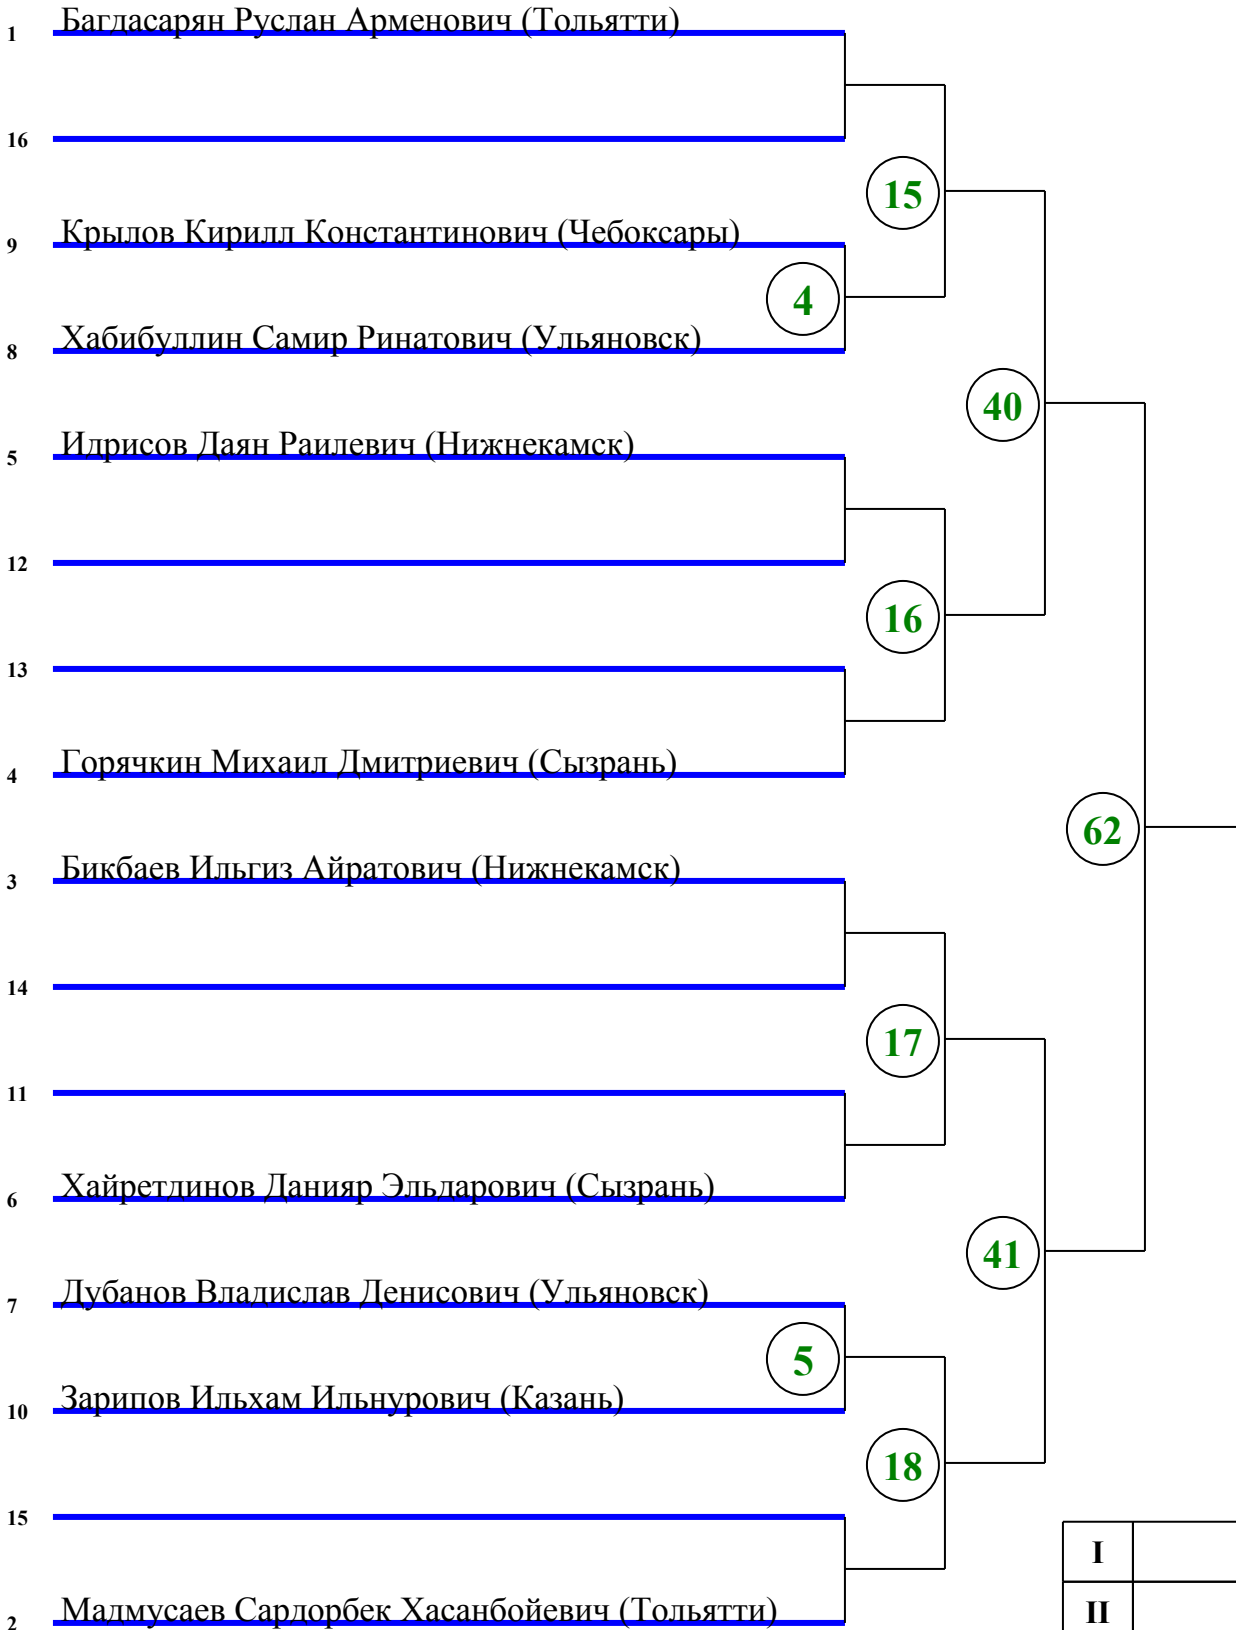 1 Багдасарян Руслан Арменович (Тольятти)
16
15
9 Крылов Кирилл Константинович (Чебоксары)
4
8 Хабибуллин Самир Ринатович (Ульяновск)
40
5 Идрисов Даян Раилевич (Нижнекамск)
12
16
13
4 Горячкин Михаил Дмитриевич (Сызрань)
62
3 Бикбаев Ильгиз Айратович (Нижнекамск)
14
17
11
6 Хайретдинов Данияр Эльдарович (Сызрань)
41
7 Дубанов Владислав Денисович (Ульяновск)
5
10 Зарипов Ильхам Ильнурович (Казань)
18
15
I
2 Мадмусаев Сардорбек Хасанбойевич (Тольятти)
II